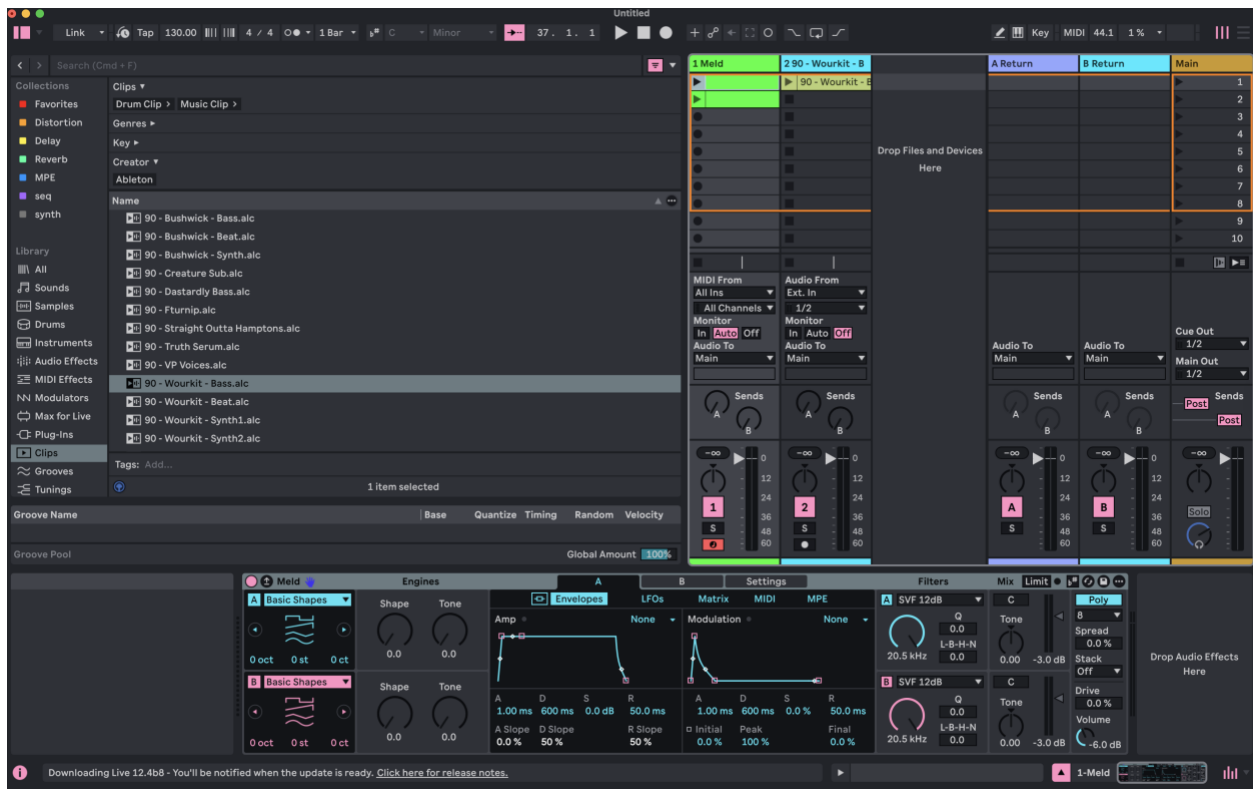 Untitled
Link Tap 130.00 4 / 4 1 Bar C Minor 37. 1. 1 Key MIDI 44.1 1 %
Search (Cmd + F)
Collections
Favorites
Distortion
Delay
Reverb
MPE
seq
synth
Library
All
Sounds
Samples
Drums
Instruments
Audio Effects
MIDI Effects
Modulators
Max for Live
Plug-Ins
Clips
Grooves
Tunings
Clips
Drum Clip > Music Clip >
Genres
Key
Creator
Ableton
Name
90 - Bushwick - Bass.alc
90 - Bushwick - Beat.alc
90 - Bushwick - Synth.alc
90 - Creature Sub.alc
90 - Dastardly Bass.alc
90 - Fturnip.alc
90 - Straight Outta Hamptons.alc
90 - Truth Serum.alc
90 - VP Voices.alc
90 - Wourkit - Bass.alc
90 - Wourkit - Beat.alc
90 - Wourkit - Synth1.alc
90 - Wourkit - Synth2.alc
Tags: Add...
1 item selected
Groove Name Base Quantize Timing Random Velocity
Groove Pool Global Amount 100%
1 Meld 2 90 - Wourkit - B A Return B Return Main
90 - Wourkit - B 1
2
3
4
Drop Files and Devices 5
Here 6
7
8
9
10
MIDI From Audio From
All Ins Ext. In
All Channels 1/2
Monitor Monitor
In Auto Off In Auto Off
Audio To Audio To Audio To Audio To
Main Main Main Main
Cue Out
1/2
Main Out
1/2
Sends Sends Sends Sends Sends
A A A A Post
B B B B Post
-∞ -∞ -∞ -∞ -∞
0 0 0 0
12 12 12 12
24 24 24 24
1 2 A B
36 36 36 36 Solo
S S S S
48 48 48 48
60 60 60 60
Meld Engines A B Settings Filters Mix Limit
A Basic Shapes
0 oct 0 st 0 ct
B Basic Shapes
0 oct 0 st 0 ct
Shape Tone
0.0 0.0
Shape Tone
0.0 0.0
Envelopes LFOs Matrix MIDI MPE
Amp None Modulation None
A D S R A D S R
1.00 ms 600 ms 0.0 dB 50.0 ms 1.00 ms 600 ms 0.0 % 50.0 ms
A Slope D Slope R Slope Initial Peak Final
0.0 % 50 % 50 % 0.0 % 100 % 0.0 %
A SVF 12dB
Q
0.0
L-B-H-N
20.5 kHz 0.0
B SVF 12dB
Q
0.0
L-B-H-N
20.5 kHz 0.0
C
Tone
0.00 -3.0 dB
C
Tone
0.00 -3.0 dB
Poly
8
Spread
0.0 %
Stack
Off
Drive
0.0 %
Volume
-6.0 dB
Drop Audio Effects
Here
Downloading Live 12.4b8 - You'll be notified when the update is ready. Click here for release notes.
1-Meld